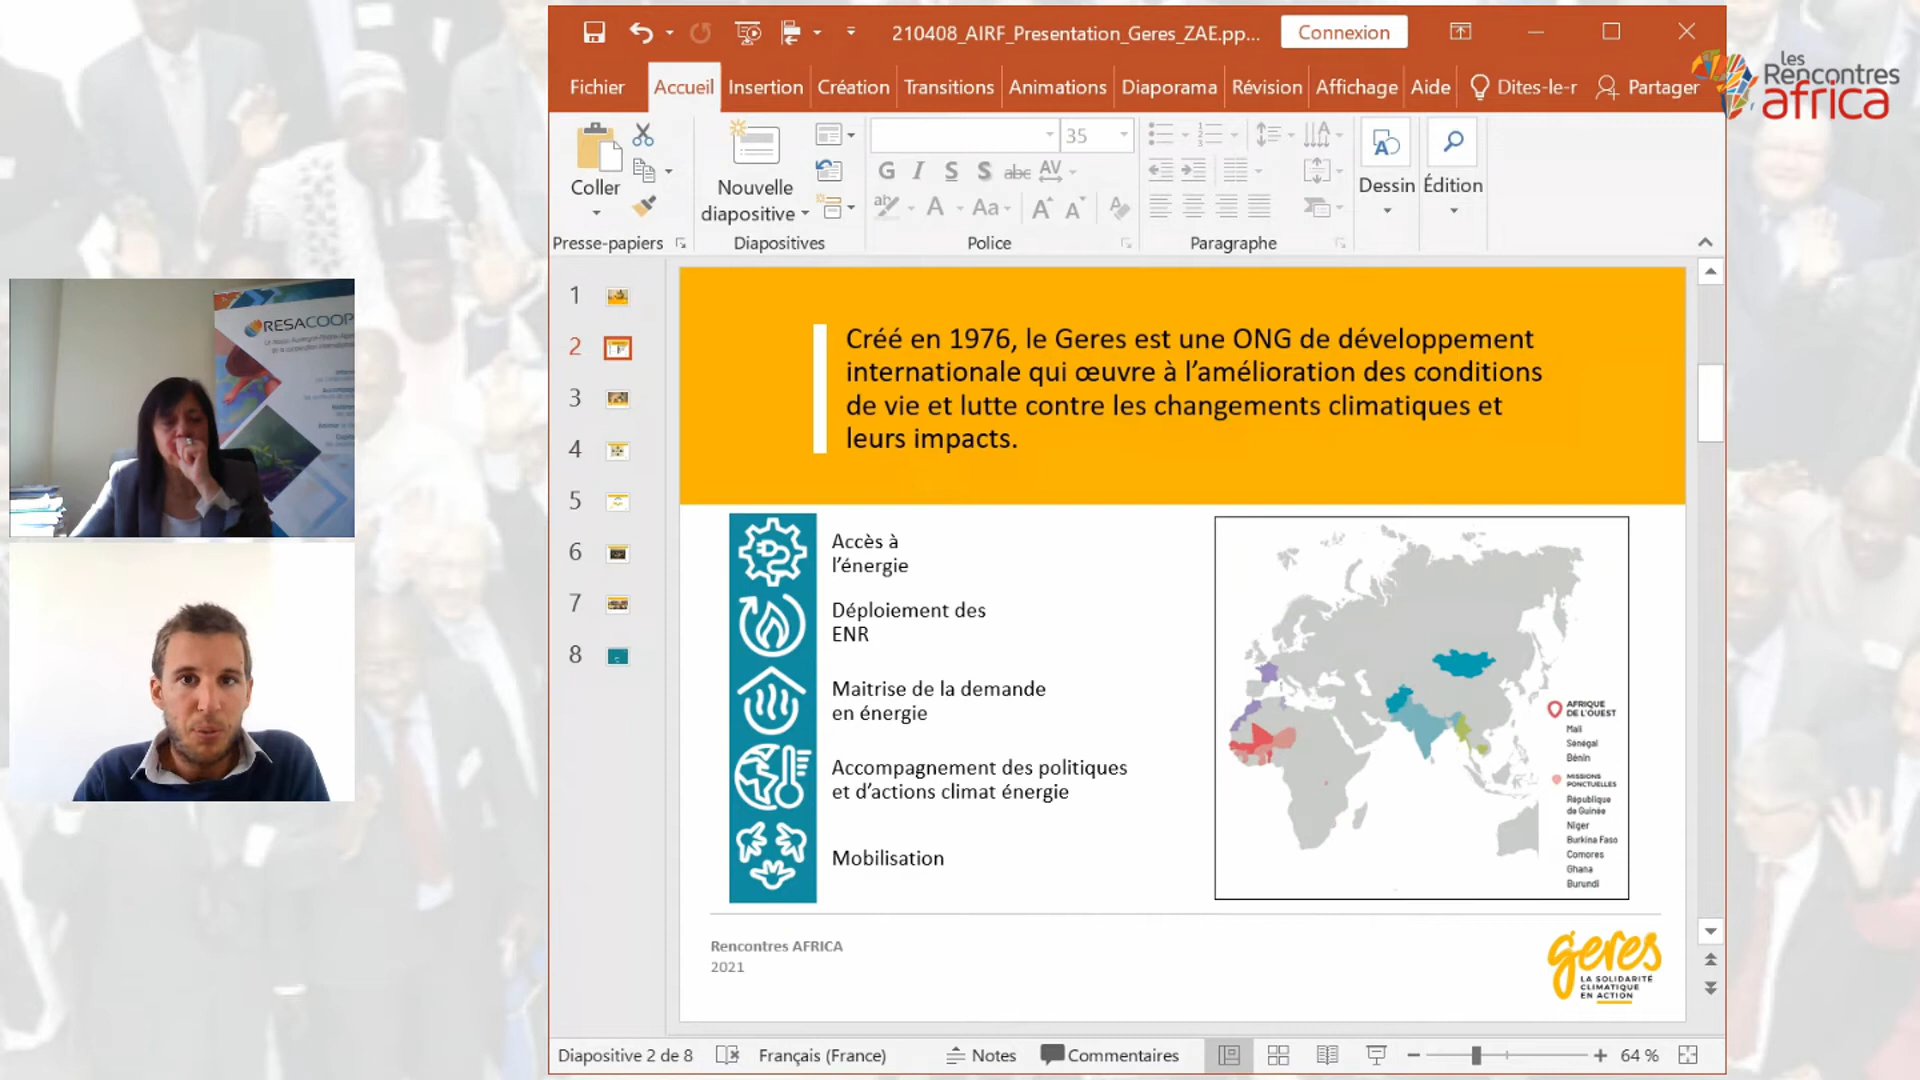 210408_AIRF_Presentation_Geres_ZAE.pp...
Connexion
Fichier
Accueil
Insertion
Création
Transitions
Animations
Diaporama
Révision
Affichage
Aide
Dites-le-r
Partager
les
Rencontres
africa
Coller
Nouvelle
diapositive
35
G I S S abc AV
A Aa A A
Dessin
Édition
Presse-papiers
Diapositives
Police
Paragraphe
RESACOOP
1
2
3
4
5
6
7
8
Créé en 1976, le Geres est une ONG de développement
internationale qui œuvre à l’amélioration des conditions
de vie et lutte contre les changements climatiques et
leurs impacts.
Accès à
l’énergie
Déploiement des
ENR
Maitrise de la demande
en énergie
Accompagnement des politiques
et d’actions climat énergie
Mobilisation
AFRIQUE
DE L'OUEST
Mali
Sénégal
Bénin
MISSIONS
PONCTUELLES
République
de Guinée
Niger
Burkina Faso
Comores
Ghana
Burundi
Rencontres AFRICA
2021
geres
LA SOLIDARITÉ
CLIMATIQUE
EN ACTION
Diapositive 2 de 8
Français (France)
Notes
Commentaires
64 %